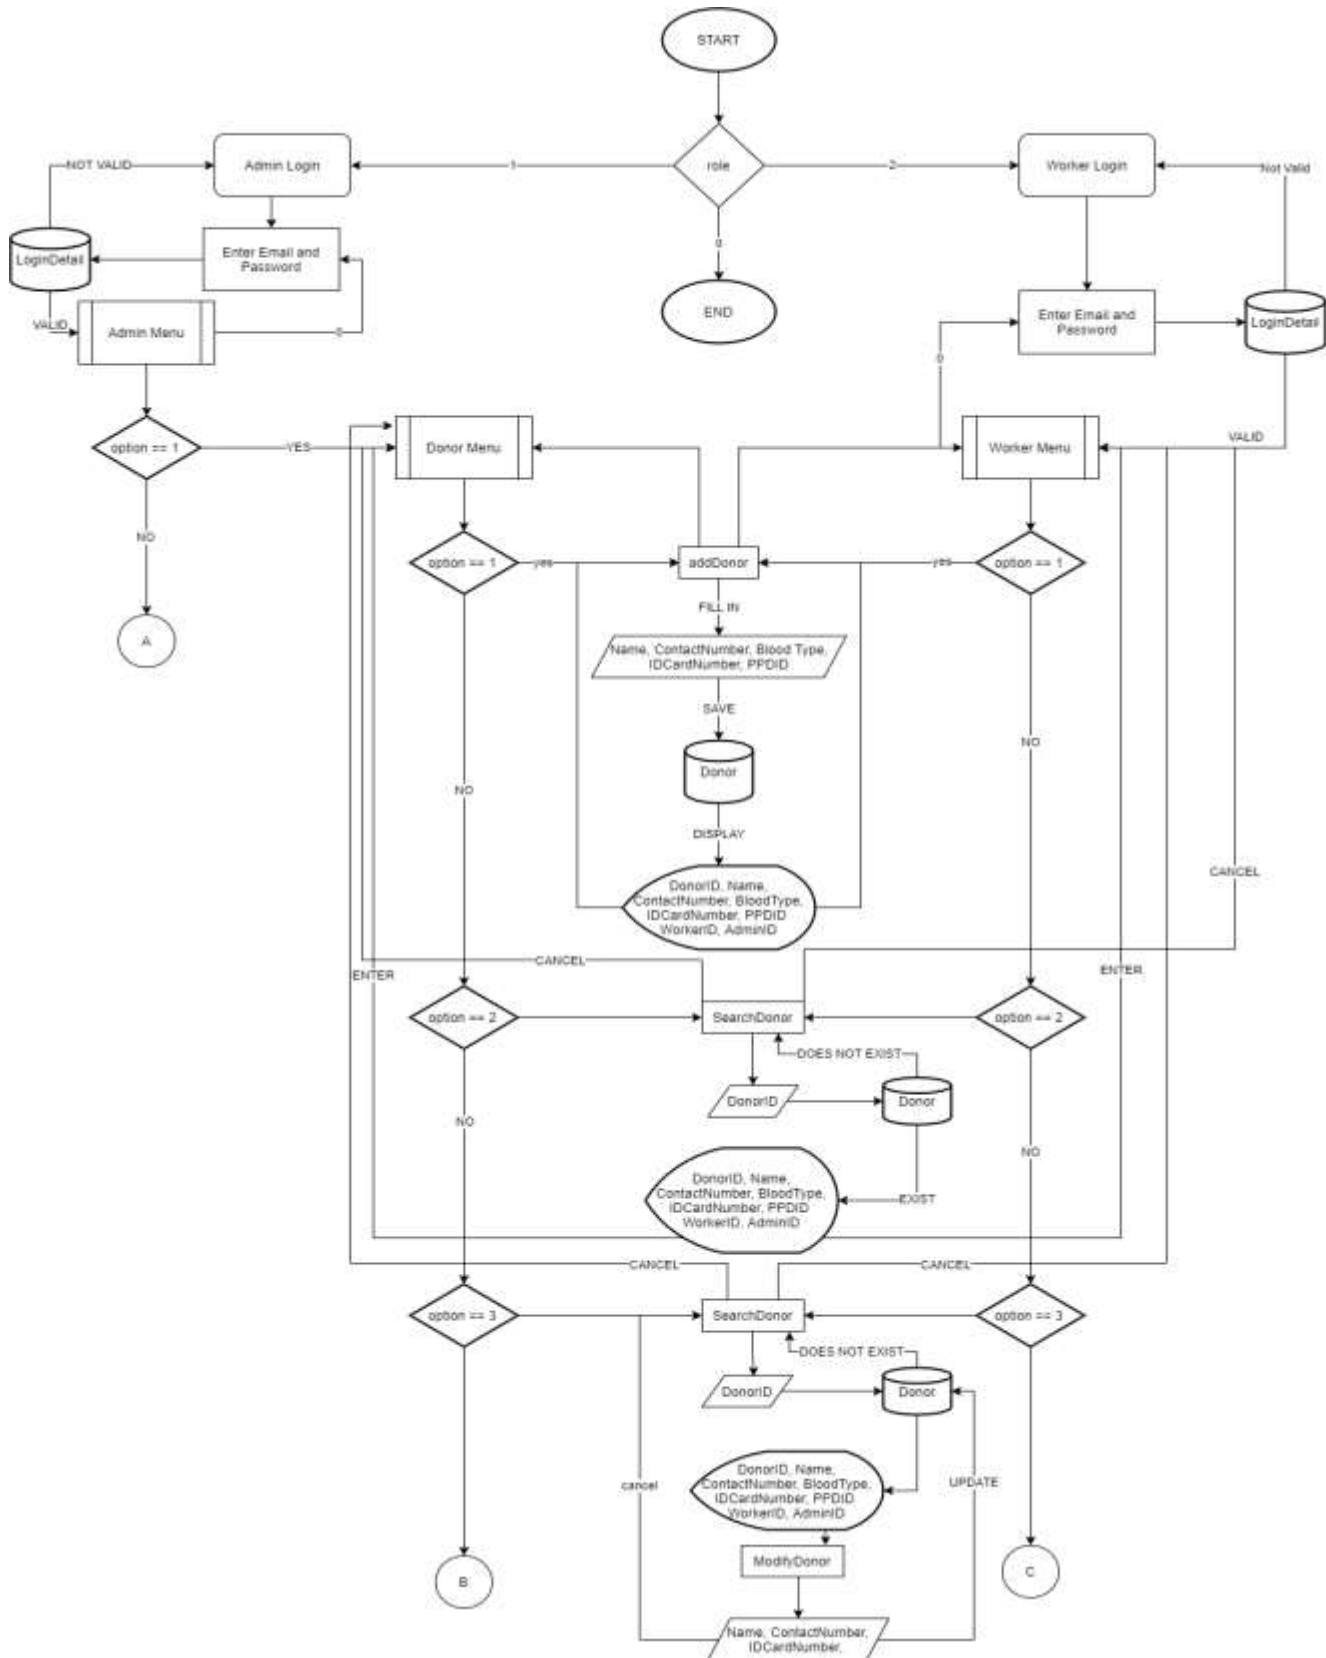 START
NOT VALID
Admin Login
1
role
2
Worker Login
Not Valid
LoginDetail
Enter Email and
Password
0
END
Enter Email and
Password
LoginDetail
VALID
Admin Menu
0
0
option == 1
YES
Donor Menu
Worker Menu
VALID
NO
option == 1
yes
addDonor
yes
option == 1
A
FILL IN
Name, ContactNumber, Blood Type,
IDCardNumber, PPDID
SAVE
NO
Donor
NO
DISPLAY
CANCEL
DonorID, Name,
ContactNumber, BloodType,
IDCardNumber, PPDID
WorkerID, AdminID
CANCEL
ENTER
ENTER
option == 2
SearchDonor
option == 2
DOES NOT EXIST
DonorID
Donor
NO
NO
DonorID, Name,
ContactNumber, BloodType,
IDCardNumber, PPDID
WorkerID, AdminID
EXIST
CANCEL
CANCEL
option == 3
SearchDonor
option == 3
DOES NOT EXIST
DonorID
Donor
DonorID, Name,
ContactNumber, BloodType,
IDCardNumber, PPDID
WorkerID, AdminID
cancel
UPDATE
ModifyDonor
B
C
Name, ContactNumber,
IDCardNumber,